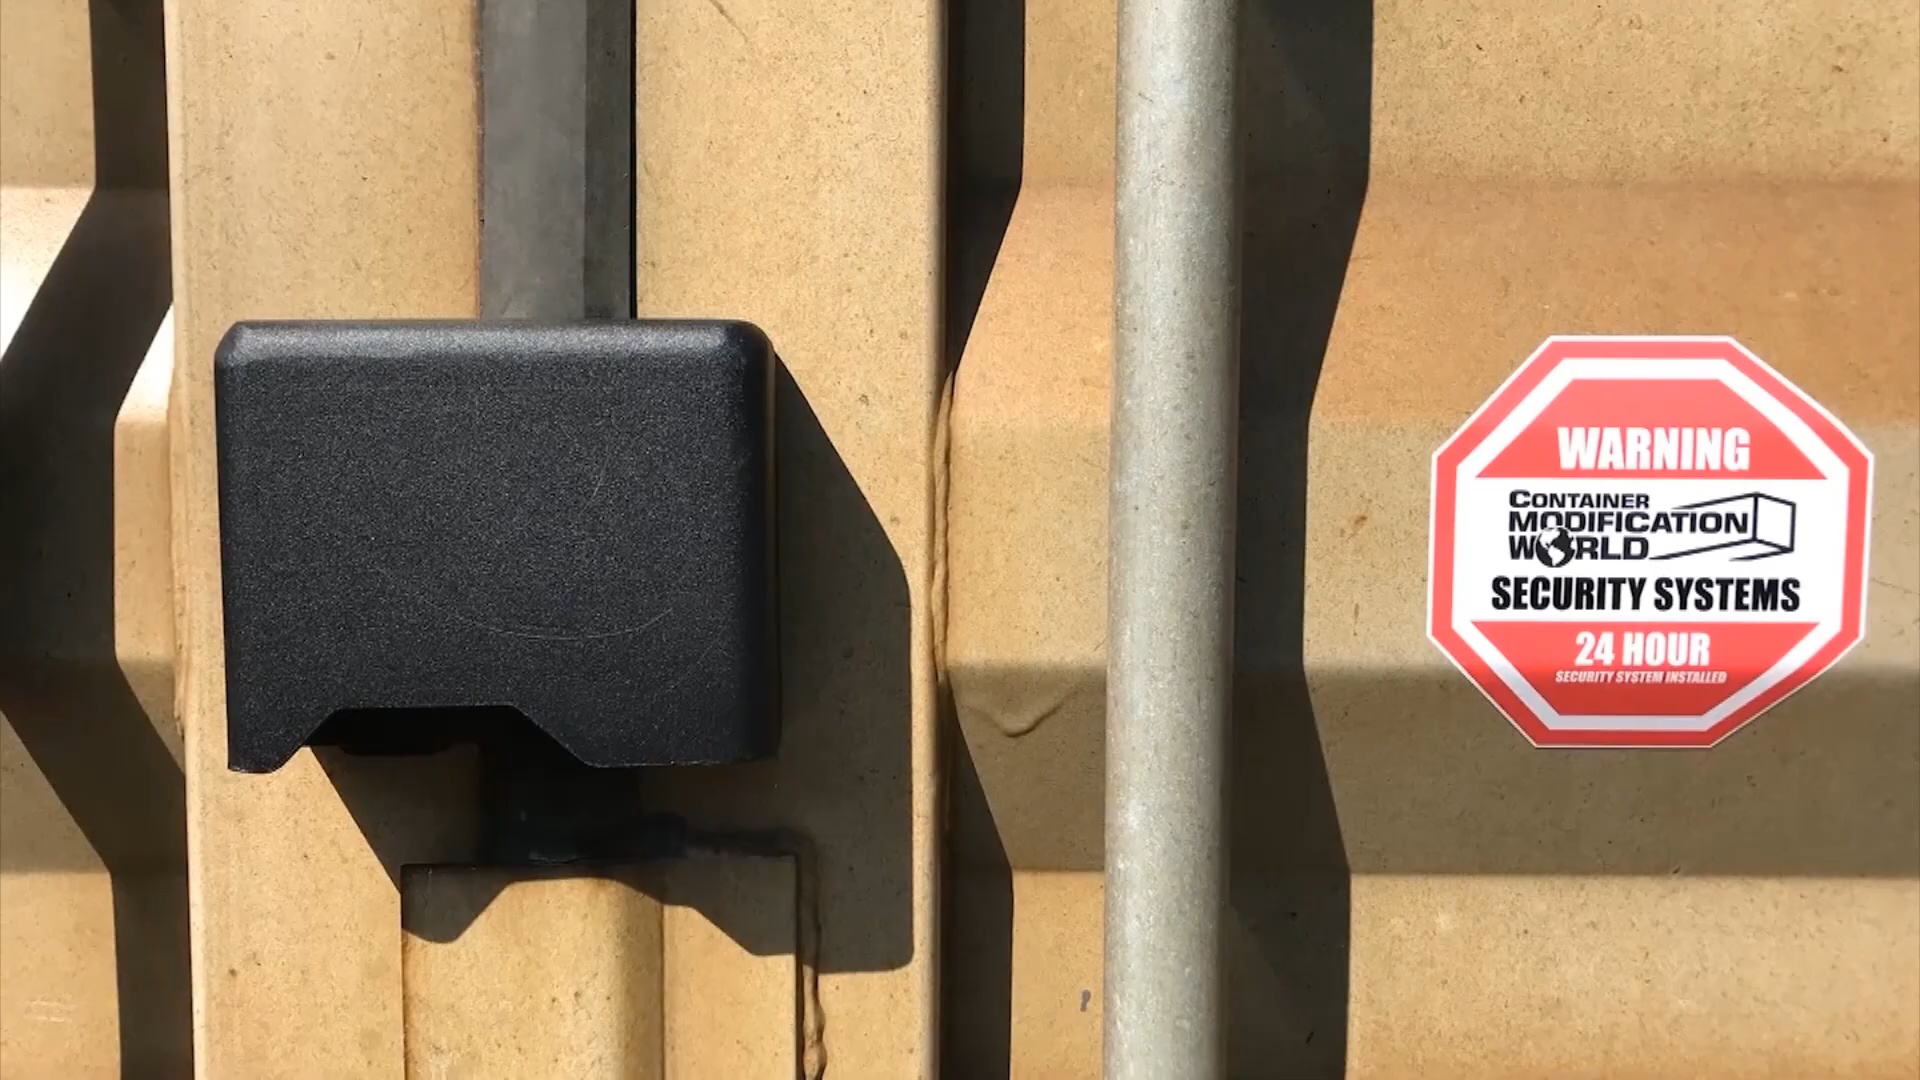 WARNING
CONTAINER
MODIFICATION
WORLD
SECURITY SYSTEMS
24 HOUR
SECURITY SYSTEM INSTALLED